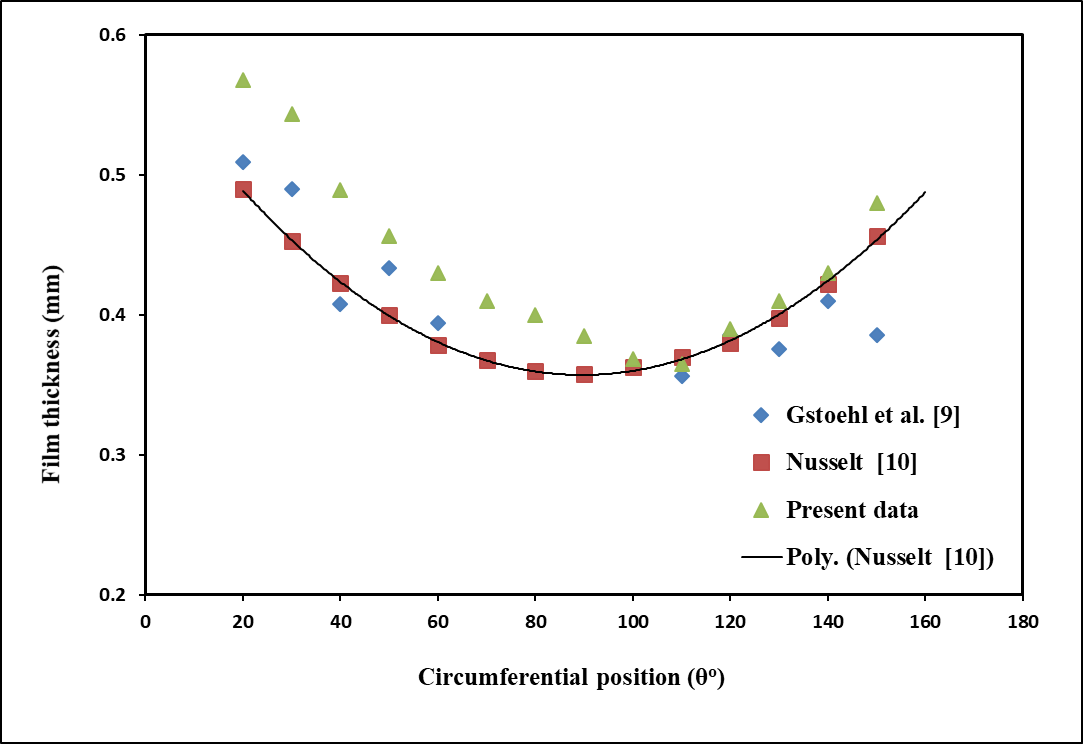 0.6
0.5
0.4
0.3
0.2
0 20 40 60 80 100 120 140 160 180
Film thickness (mm)
Circumferential position (θº)
Gstoehl et al. [9]
Nusselt [10]
Present data
Poly. (Nusselt [10])